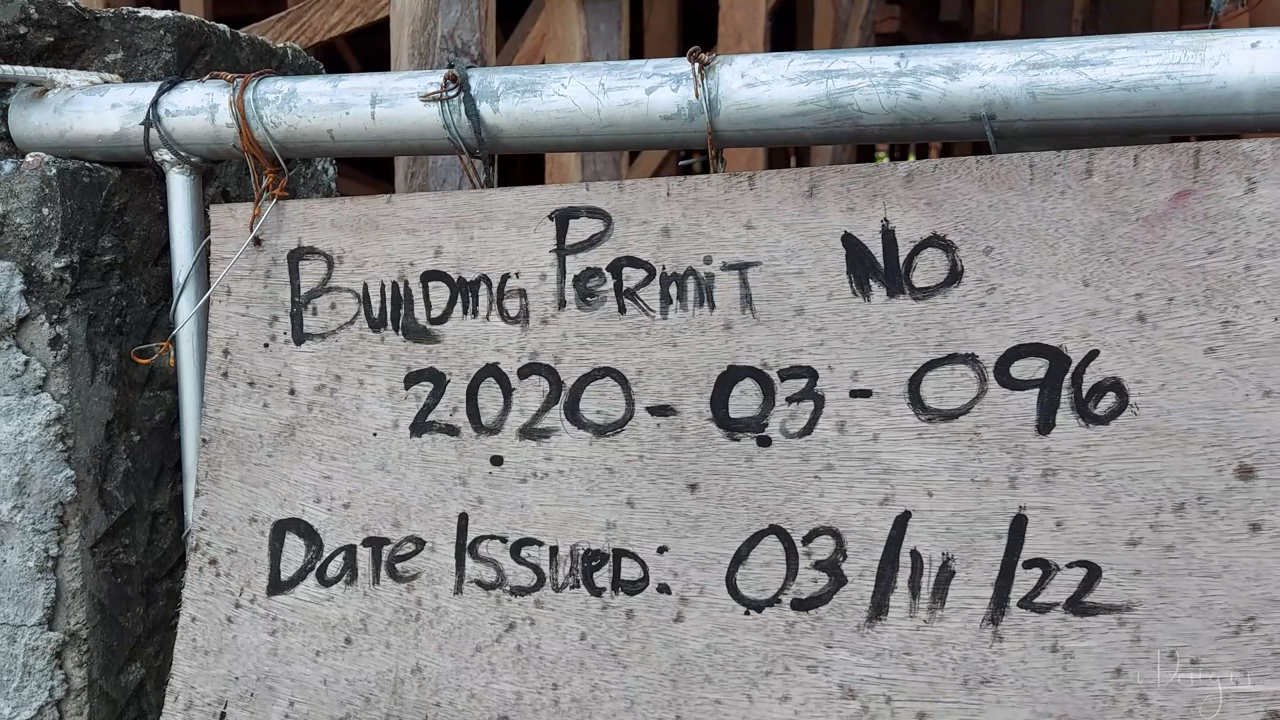 Building Permit No
2020-03-096
Date Issued: 03/11/22